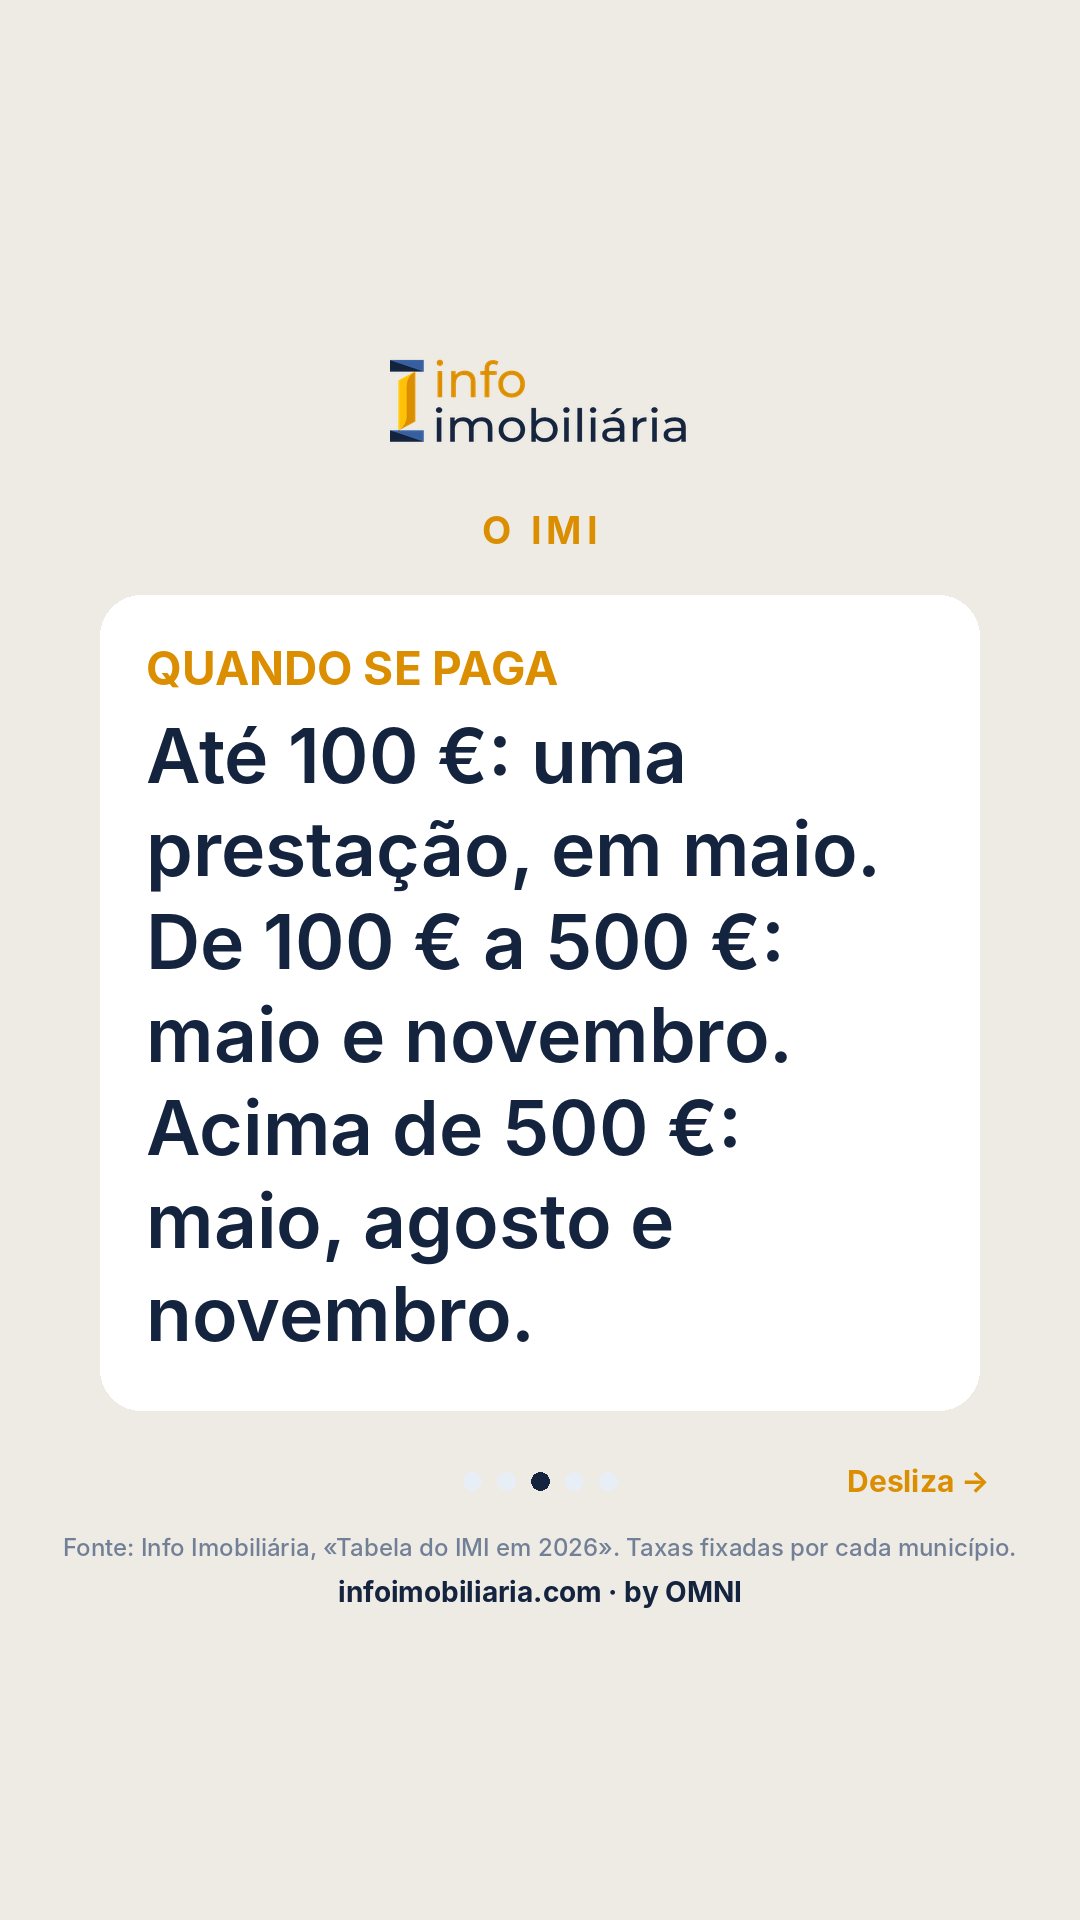 info
imobiliária
O IMI
QUANDO SE PAGA
Até 100 €: uma
prestação, em maio.
De 100 € a 500 €:
maio e novembro.
Acima de 500 €:
maio, agosto e
novembro.
Desliza →
Fonte: Info Imobiliária, «Tabela do IMI em 2026». Taxas fixadas por cada município.
infoimobiliaria.com · by OMNI